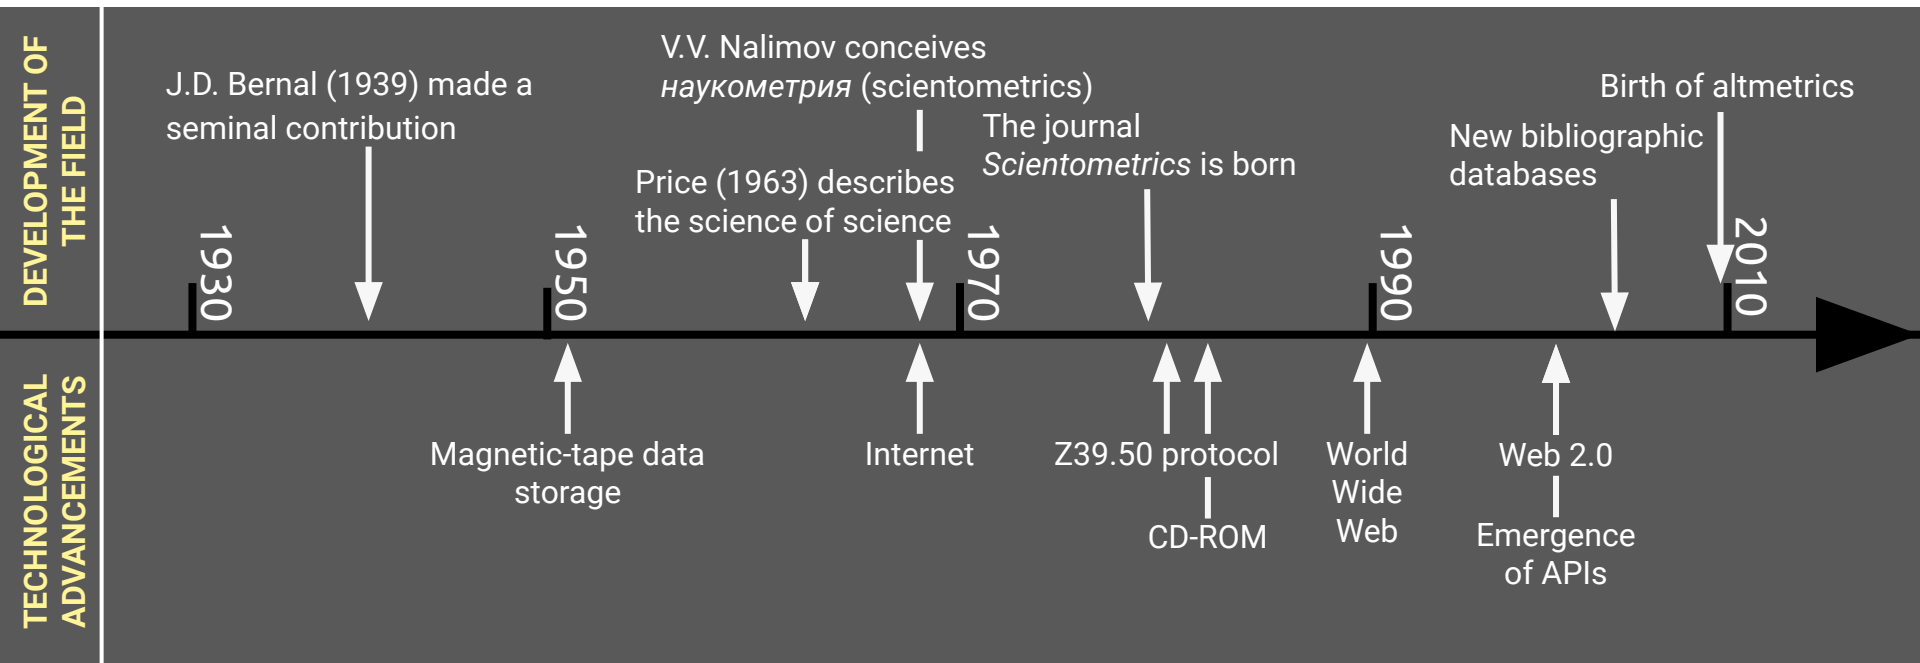 DEVELOPMENT OF
THE FIELD
J.D. Bernal (1939) made a
seminal contribution
V.V. Nalimov conceives
наукометрия (scientometrics)
Price (1963) describes
the science of science
The journal
Scientometrics is born
New bibliographic
databases
Birth of altmetrics
1930
1950
1970
1990
2010
TECHNOLOGICAL
ADVANCEMENTS
Magnetic-tape data
storage
Internet
Z39.50 protocol
CD-ROM
World
Wide
Web
Web 2.0
Emergence
of APIs